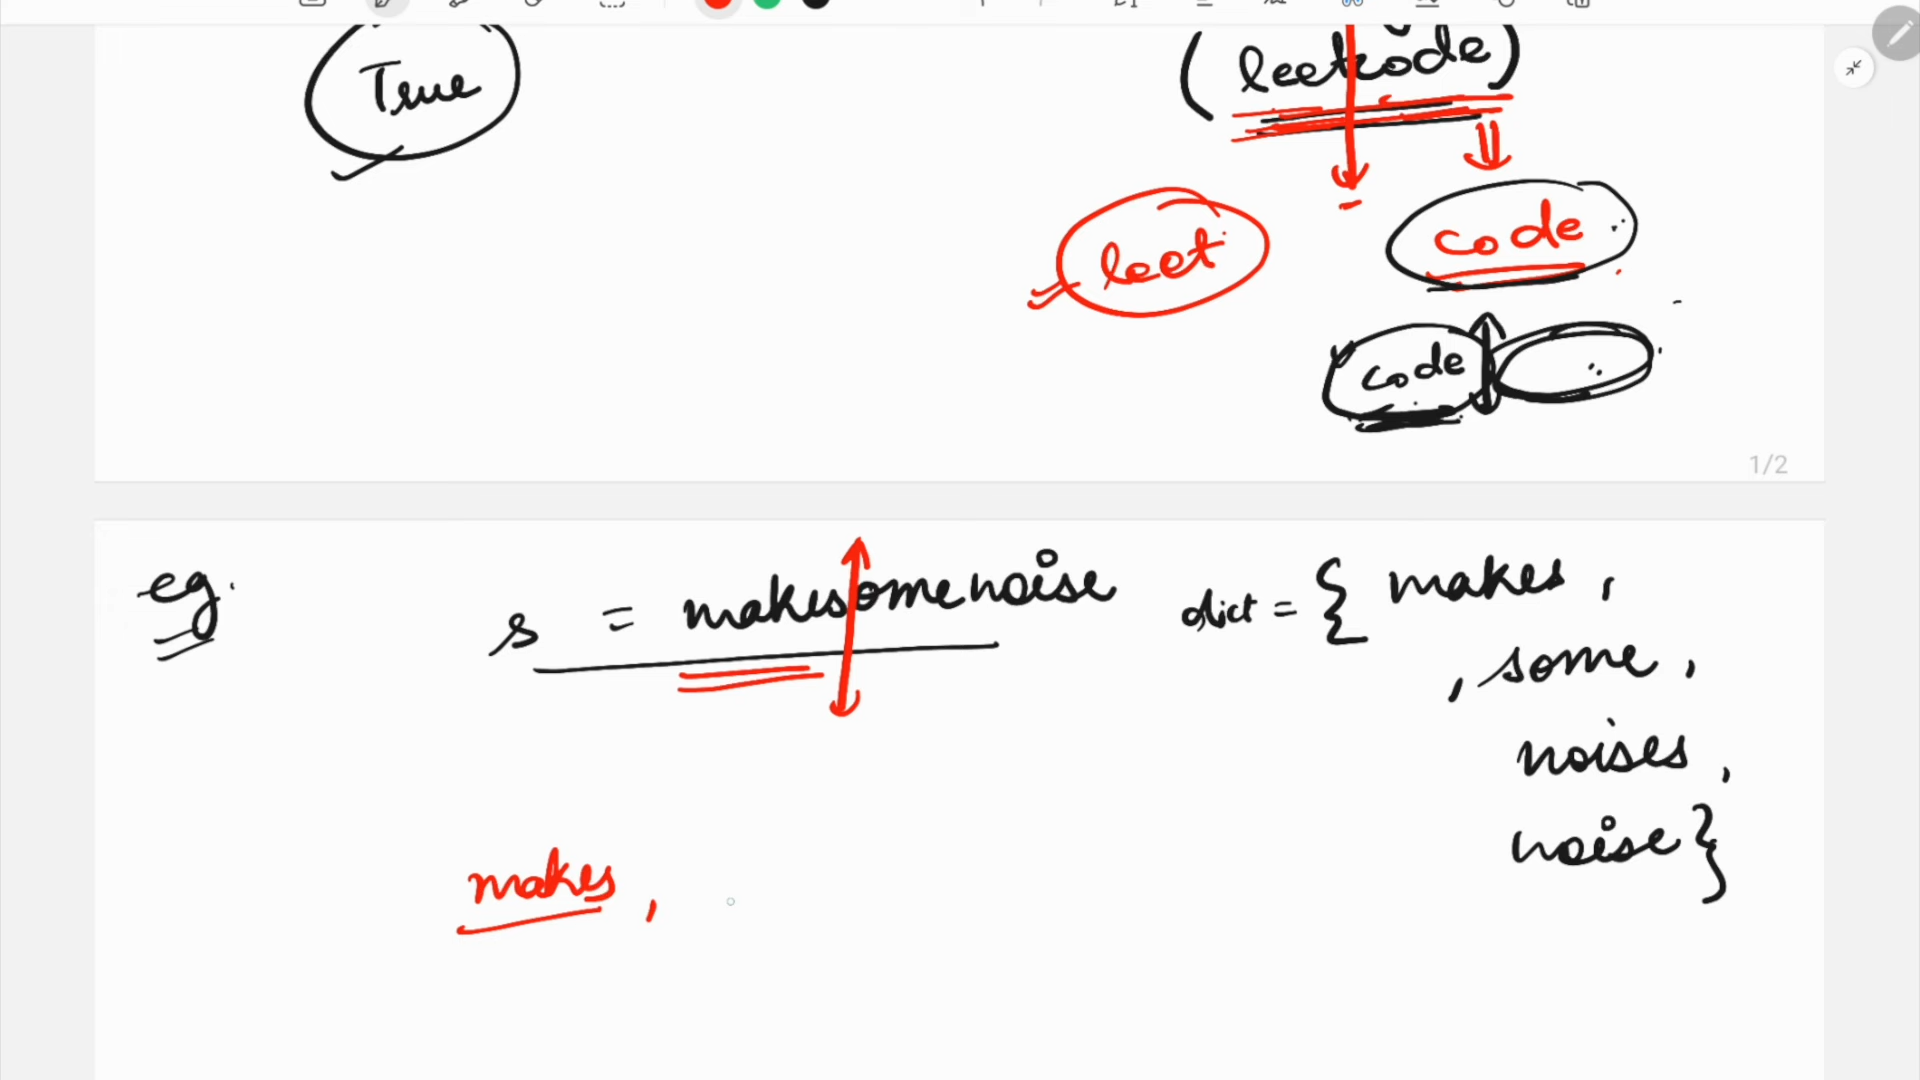 True
(leetcode)
leet
code
code
1/2
eg.
s = makesomenoise
dict = { makes ,
, some ,
noises ,
noise }
makes ,